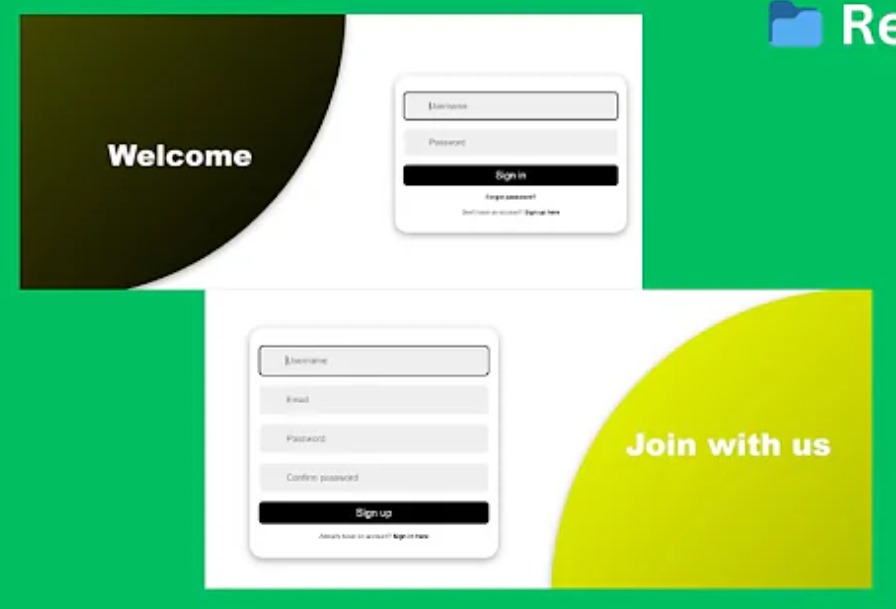 Re
Welcome
Username
Password
Sign in
Forgot password?
Don't have an account? Sign up here
Username
Email
Password
Confirm password
Sign up
Already have an account? Sign in here
Join with us